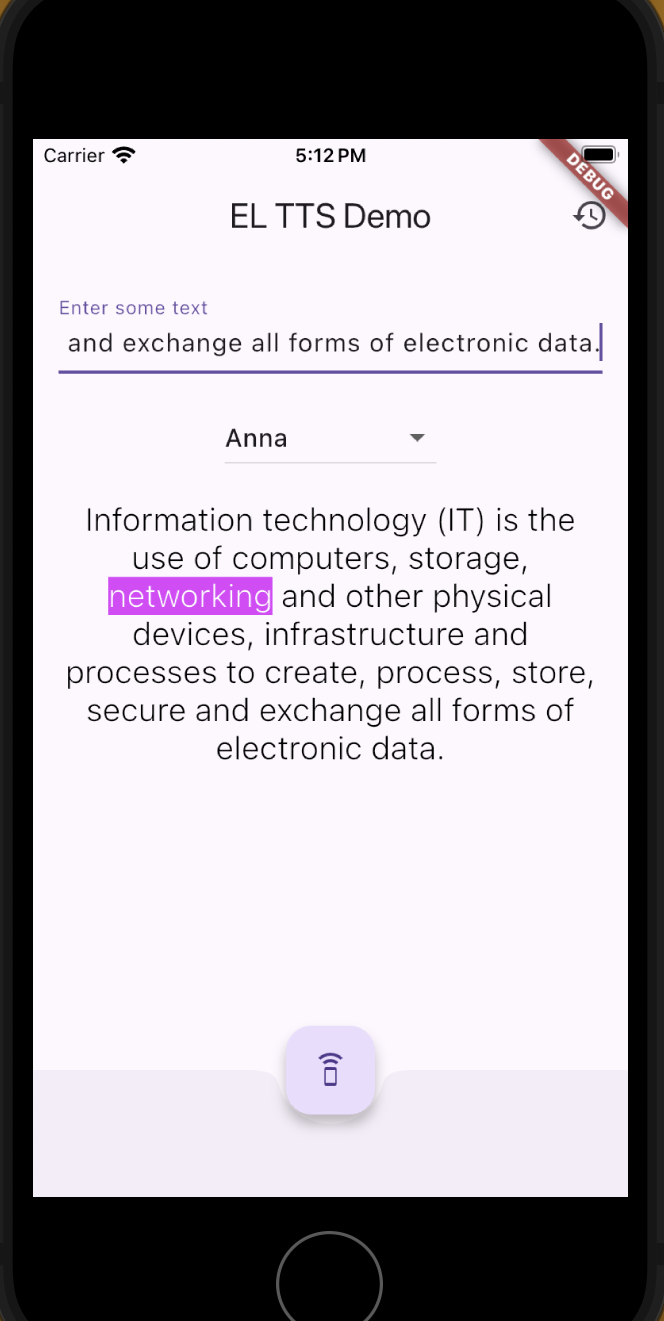 Carrier
5:12 PM
DEBUG
EL TTS Demo
Enter some text
and exchange all forms of electronic data.
Anna
Information technology (IT) is the
use of computers, storage,
networking and other physical
devices, infrastructure and
processes to create, process, store,
secure and exchange all forms of
electronic data.